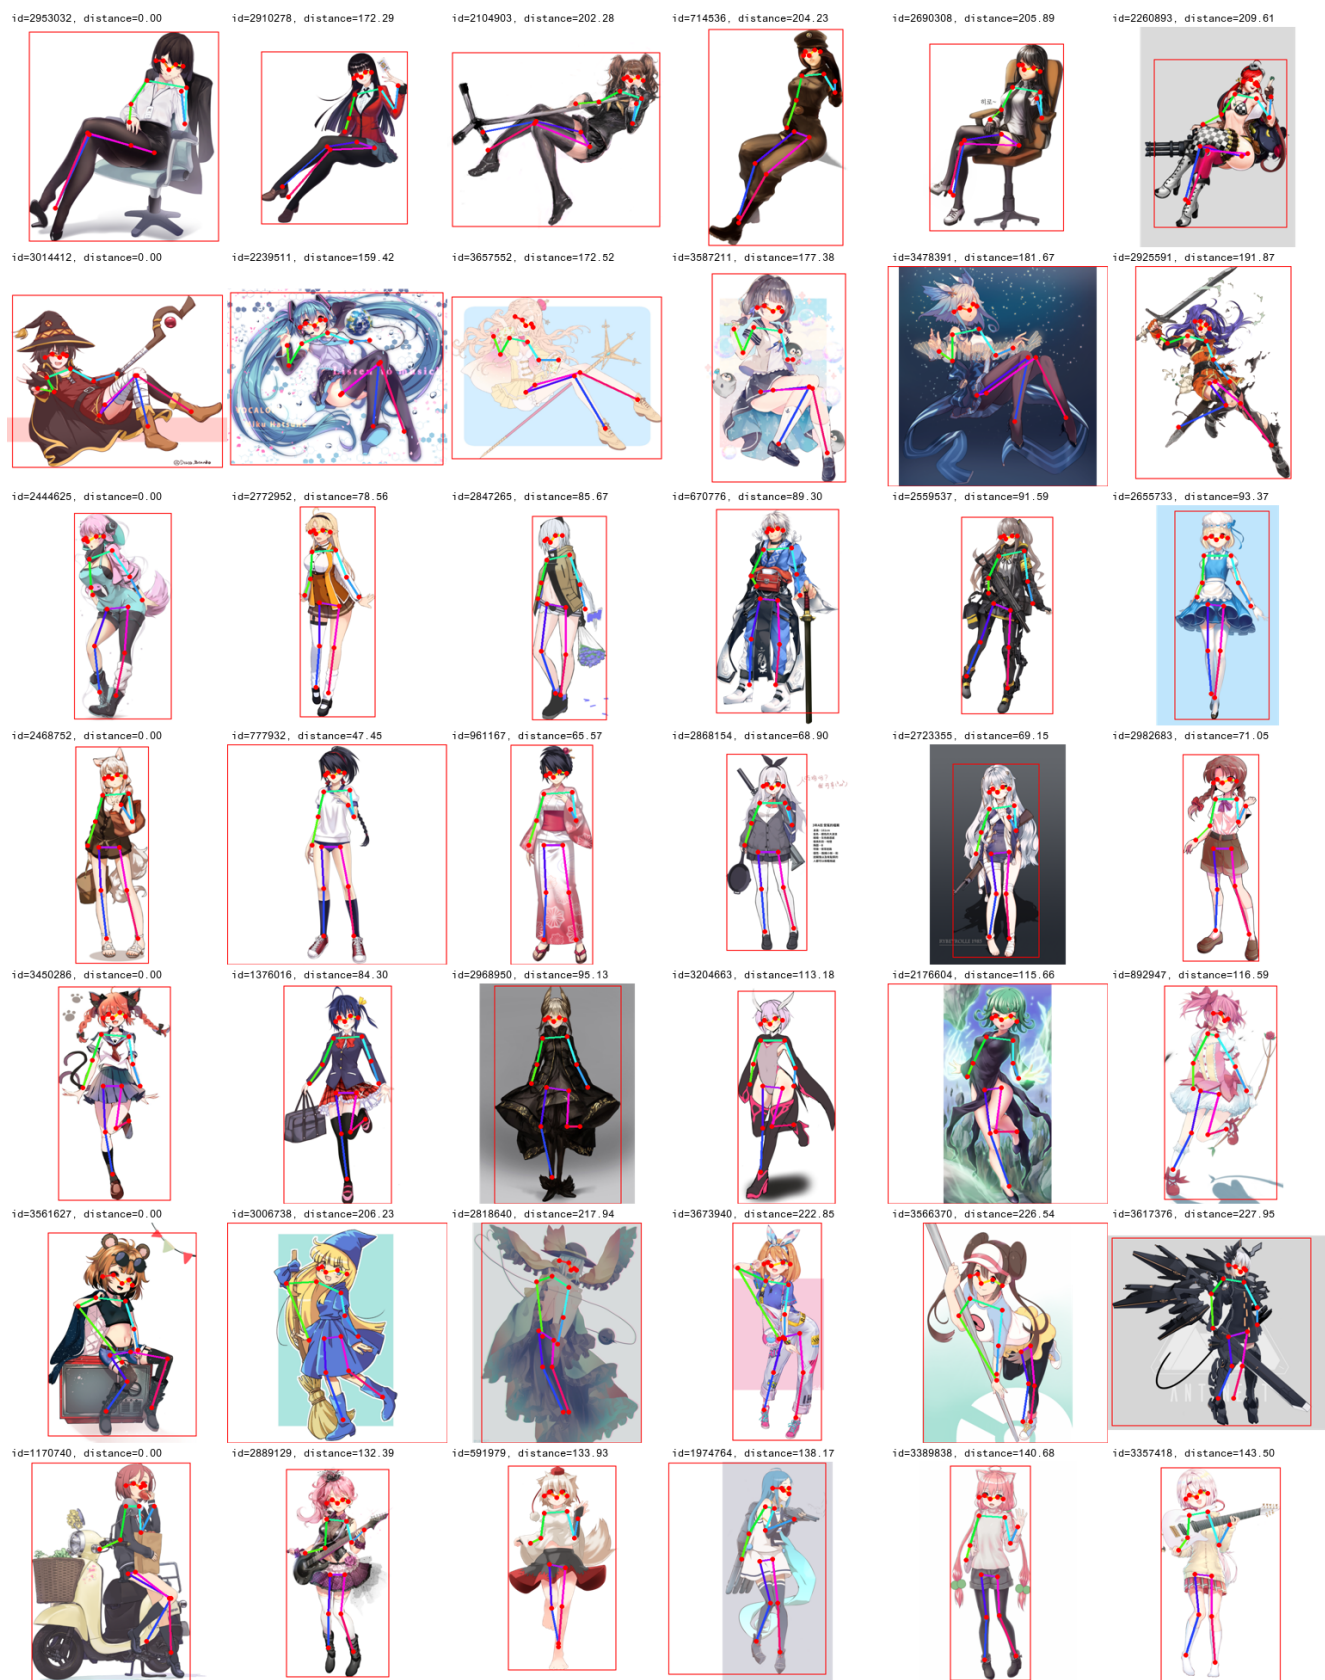 id=2953032, distance=0.00
id=2910278, distance=172.29
id=2104903, distance=202.28
id=714536, distance=204.23
id=2690308, distance=205.89
id=2260893, distance=209.61
id=3014412, distance=0.00
id=2239511, distance=159.42
id=3657552, distance=172.52
id=3587211, distance=177.38
id=3478391, distance=181.67
id=2925591, distance=191.87
Listen to music
VOCALOID
Miku Hatsune
id=2444625, distance=0.00
id=2772952, distance=78.56
id=2847265, distance=85.67
id=670776, distance=89.30
id=2559537, distance=91.59
id=2655733, distance=93.37
id=2468752, distance=0.00
id=777932, distance=47.45
id=961167, distance=65.57
id=2868154, distance=68.90
id=2723355, distance=69.15
id=2982683, distance=71.05
id=3450286, distance=0.00
id=1376016, distance=84.30
id=2968950, distance=95.13
id=3204663, distance=113.18
id=2176604, distance=115.66
id=892947, distance=116.59
id=3561627, distance=0.00
id=3006738, distance=206.23
id=2818640, distance=217.94
id=3673940, distance=222.85
id=3566370, distance=226.54
id=3617376, distance=227.95
id=1170740, distance=0.00
id=2889129, distance=132.39
id=591979, distance=133.93
id=1974764, distance=138.17
id=3389838, distance=140.68
id=3357418, distance=143.50